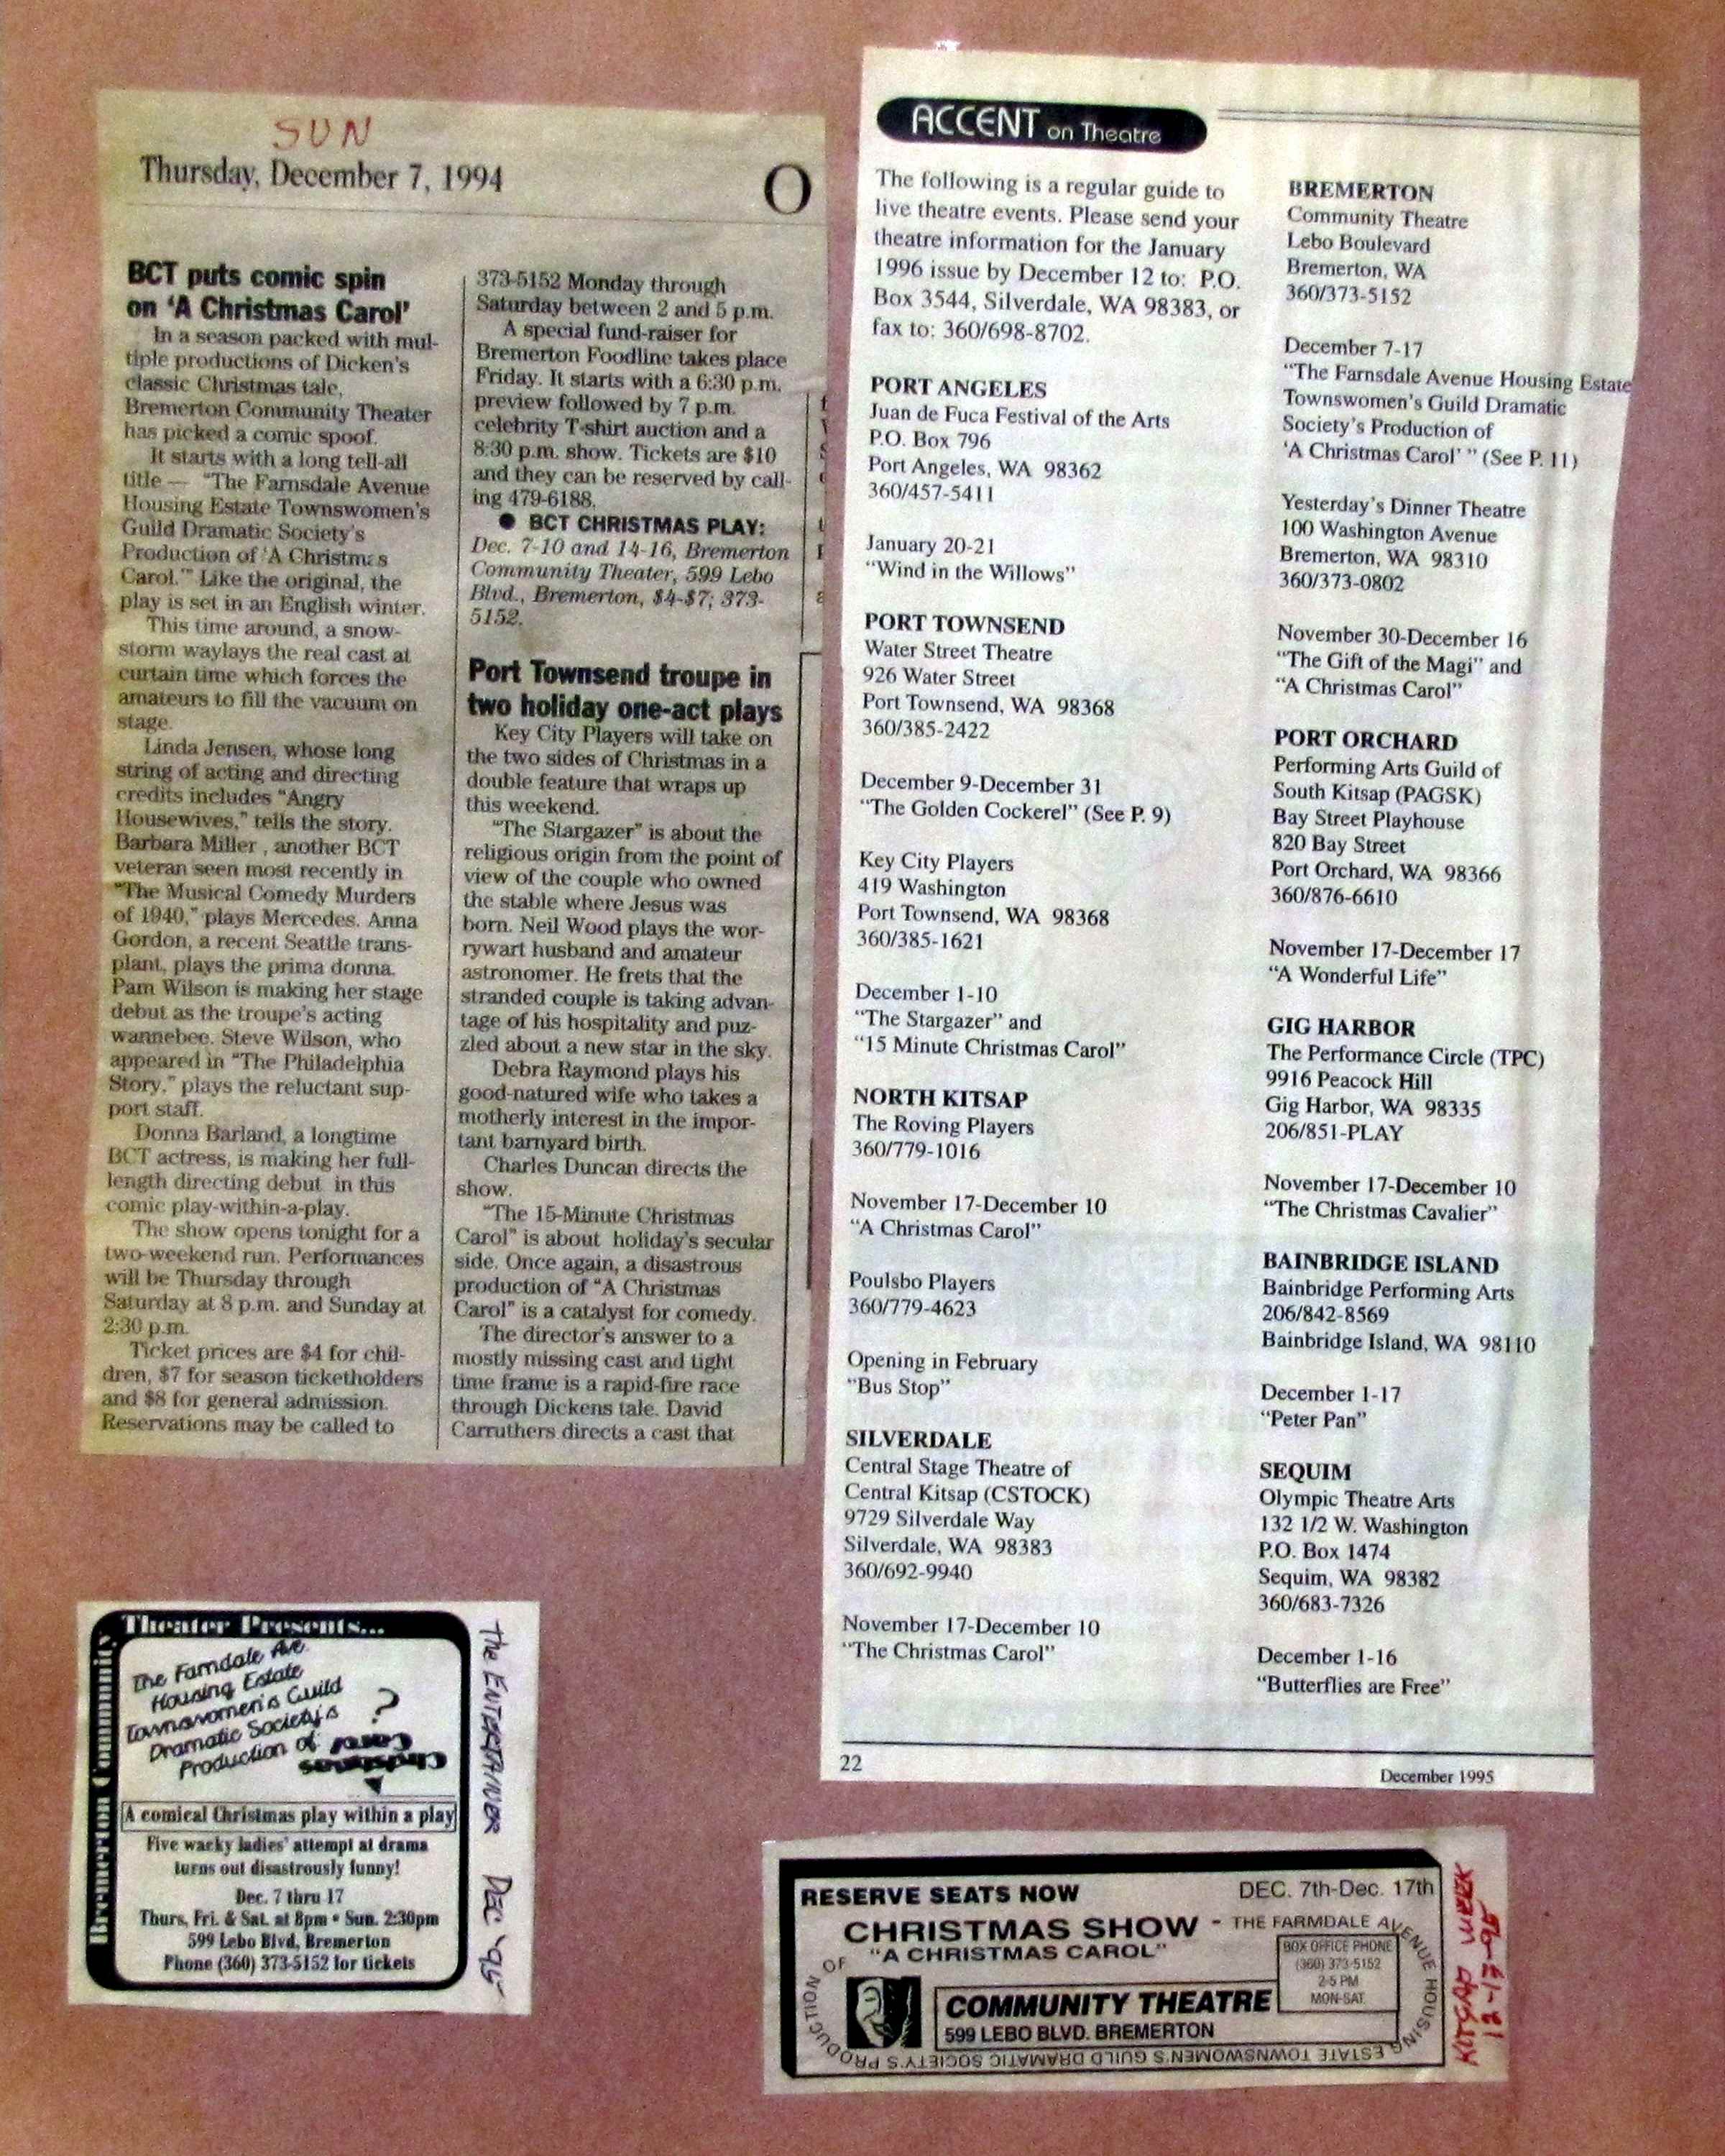 SUN
Thursday, December 7, 1994
O
BCT puts comic spin
on 'A Christmas Carol'
In a season packed with mul-
tiple productions of Dicken's
classic Christmas tale,
Bremerton Community Theater
has picked a comic spoof.
It starts with a long tell-all
title — "The Farnsdale Avenue
Housing Estate Townswomen's
Guild Dramatic Society's
Production of 'A Christmas
Carol.'" Like the original, the
play is set in an English winter.
This time around, a snow-
storm waylays the real cast at
curtain time which forces the
amateurs to fill the vacuum on
stage.
Linda Jensen, whose long
string of acting and directing
credits includes "Angry
Housewives," tells the story.
Barbara Miller , another BCT
veteran seen most recently in
"The Musical Comedy Murders
of 1940," plays Mercedes. Anna
Gordon, a recent Seattle trans-
plant, plays the prima donna.
Pam Wilson is making her stage
debut as the troupe's acting
wannebee. Steve Wilson, who
appeared in "The Philadelphia
Story," plays the reluctant sup-
port staff.
Donna Barland, a longtime
BCT actress, is making her full-
length directing debut in this
comic play-within-a-play.
The show opens tonight for a
two-weekend run. Performances
will be Thursday through
Saturday at 8 p.m. and Sunday at
2:30 p.m.
Ticket prices are $4 for chil-
dren, $7 for season ticketholders
and $8 for general admission.
Reservations may be called to
373-5152 Monday through
Saturday between 2 and 5 p.m.
A special fund-raiser for
Bremerton Foodline takes place
Friday. It starts with a 6:30 p.m.
preview followed by 7 p.m.
celebrity T-shirt auction and a
8:30 p.m. show. Tickets are $10
and they can be reserved by call-
ing 479-6188.
● BCT CHRISTMAS PLAY:
Dec. 7-10 and 14-16, Bremerton
Community Theater, 599 Lebo
Blvd., Bremerton, $4-$7; 373-
5152.
Port Townsend troupe in
two holiday one-act plays
Key City Players will take on
the two sides of Christmas in a
double feature that wraps up
this weekend.
"The Stargazer" is about the
religious origin from the point of
view of the couple who owned
the stable where Jesus was
born. Neil Wood plays the wor-
rywart husband and amateur
astronomer. He frets that the
stranded couple is taking advan-
tage of his hospitality and puz-
zled about a new star in the sky.
Debra Raymond plays his
good-natured wife who takes a
motherly interest in the impor-
tant barnyard birth.
Charles Duncan directs the
show.
"The 15-Minute Christmas
Carol" is about holiday's secular
side. Once again, a disastrous
production of "A Christmas
Carol" is a catalyst for comedy.
The director's answer to a
mostly missing cast and tight
time frame is a rapid-fire race
through Dickens tale. David
Carruthers directs a cast that
ACCENT on Theatre
The following is a regular guide to
live theatre events. Please send your
theatre information for the January
1996 issue by December 12 to: P.O.
Box 3544, Silverdale, WA 98383, or
fax to: 360/698-8702.
PORT ANGELES
Juan de Fuca Festival of the Arts
P.O. Box 796
Port Angeles, WA 98362
360/457-5411
January 20-21
"Wind in the Willows"
PORT TOWNSEND
Water Street Theatre
926 Water Street
Port Townsend, WA 98368
360/385-2422
December 9-December 31
"The Golden Cockerel" (See P. 9)
Key City Players
419 Washington
Port Townsend, WA 98368
360/385-1621
December 1-10
"The Stargazer" and
"15 Minute Christmas Carol"
NORTH KITSAP
The Roving Players
360/779-1016
November 17-December 10
"A Christmas Carol"
Poulsbo Players
360/779-4623
Opening in February
"Bus Stop"
SILVERDALE
Central Stage Theatre of
Central Kitsap (CSTOCK)
9729 Silverdale Way
Silverdale, WA 98383
360/692-9940
November 17-December 10
"The Christmas Carol"
BREMERTON
Community Theatre
Lebo Boulevard
Bremerton, WA
360/373-5152
December 7-17
"The Farnsdale Avenue Housing Estate
Townswomen's Guild Dramatic
Society's Production of
'A Christmas Carol' " (See P. 11)
Yesterday's Dinner Theatre
100 Washington Avenue
Bremerton, WA 98310
360/373-0802
November 30-December 16
"The Gift of the Magi" and
"A Christmas Carol"
PORT ORCHARD
Performing Arts Guild of
South Kitsap (PAGSK)
Bay Street Playhouse
820 Bay Street
Port Orchard, WA 98366
360/876-6610
November 17-December 17
"A Wonderful Life"
GIG HARBOR
The Performance Circle (TPC)
9916 Peacock Hill
Gig Harbor, WA 98335
206/851-PLAY
November 17-December 10
"The Christmas Cavalier"
BAINBRIDGE ISLAND
Bainbridge Performing Arts
206/842-8569
Bainbridge Island, WA 98110
December 1-17
"Peter Pan"
SEQUIM
Olympic Theatre Arts
132 1/2 W. Washington
P.O. Box 1474
Sequim, WA 98382
360/683-7326
December 1-16
"Butterflies are Free"
22
December 1995
Bremerton Community
Theater Presents...
The Farndale Ave.
Housing Estate
Townswomen's Guild
Dramatic Society's
Production of
A
Christmas
Carol
?
A comical Christmas play within a play
Five wacky ladies' attempt at drama
turns out disastrously funny!
Dec. 7 thru 17
Thurs, Fri. & Sat. at 8pm • Sun. 2:30pm
599 Lebo Blvd, Bremerton
Phone (360) 373-5152 for tickets
The ENTERTAINER DEC '95
RESERVE SEATS NOW
DEC. 7th-Dec. 17th
CHRISTMAS SHOW -
"A CHRISTMAS CAROL"
THE FARMDALE AVENUE HOUSING ESTATE TOWNSWOMEN'S GUILD DRAMATIC SOCIETY'S PRODUCTION OF
BOX OFFICE PHONE
(360) 373-5152
2-5 PM
MON-SAT.
COMMUNITY THEATRE
599 LEBO BLVD. BREMERTON
KITSAP WEEK
12-13-95